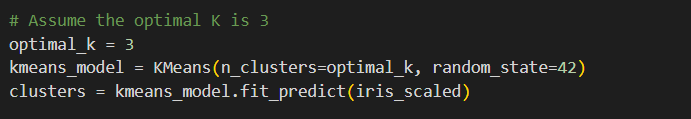 # Assume the optimal K is 3
optimal_k = 3
kmeans_model = KMeans(n_clusters=optimal_k, random_state=42)
clusters = kmeans_model.fit_predict(iris_scaled)